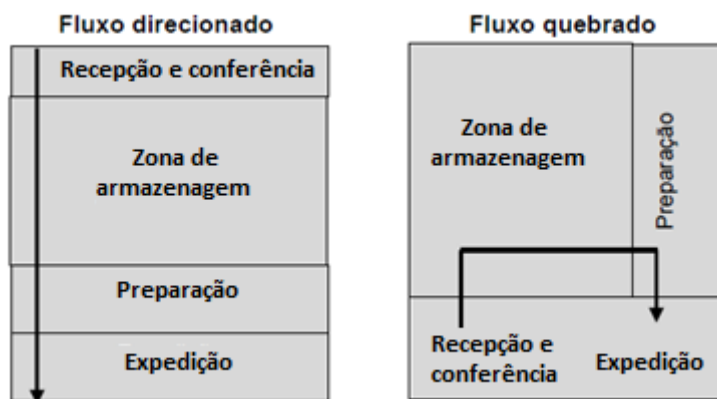 Fluxo direcionado
Recepção e conferência
Zona de
armazenagem
Preparação
Expedição
Fluxo quebrado
Zona de
armazenagem
Preparação
Recepção e
conferência
Expedição